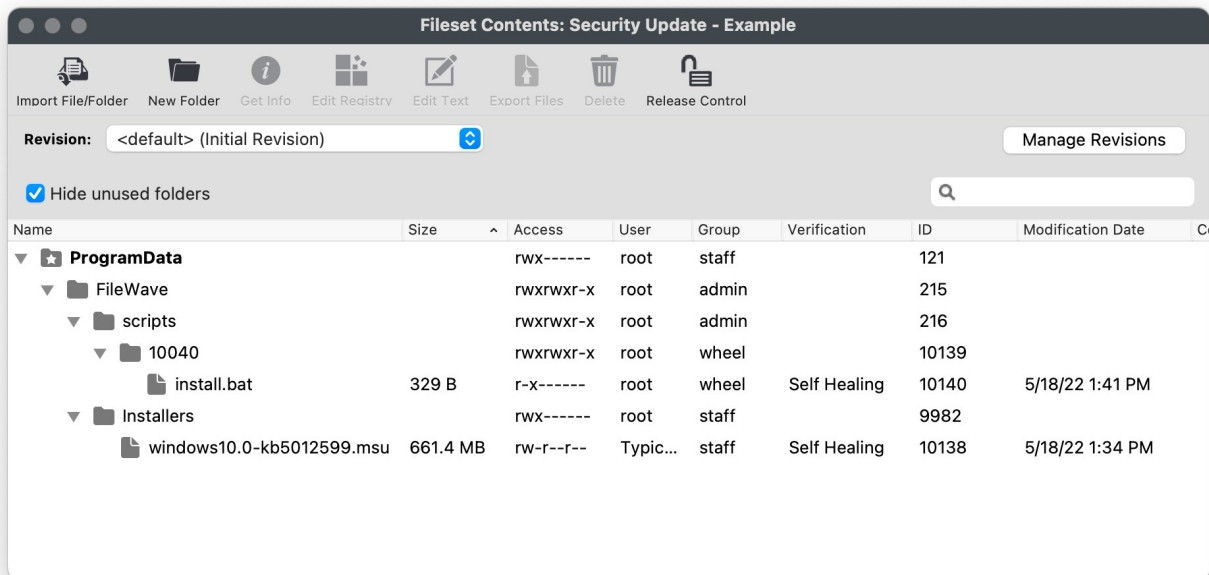 Fileset Contents: Security Update - Example
Import File/Folder New Folder Get Info Edit Registry Edit Text Export Files Delete Release Control
Revision: <default> (Initial Revision) Manage Revisions
Hide unused folders
Name Size Access User Group Verification ID Modification Date
ProgramData rwx------ root staff 121
FileWave rwxrwxr-x root admin 215
scripts rwxrwxr-x root admin 216
10040 rwxrwxr-x root wheel 10139
install.bat 329 B r-x------ root wheel Self Healing 10140 5/18/22 1:41 PM
Installers rwx------ root staff 9982
windows10.0-kb5012599.msu 661.4 MB rw-r--r-- Typic... staff Self Healing 10138 5/18/22 1:34 PM